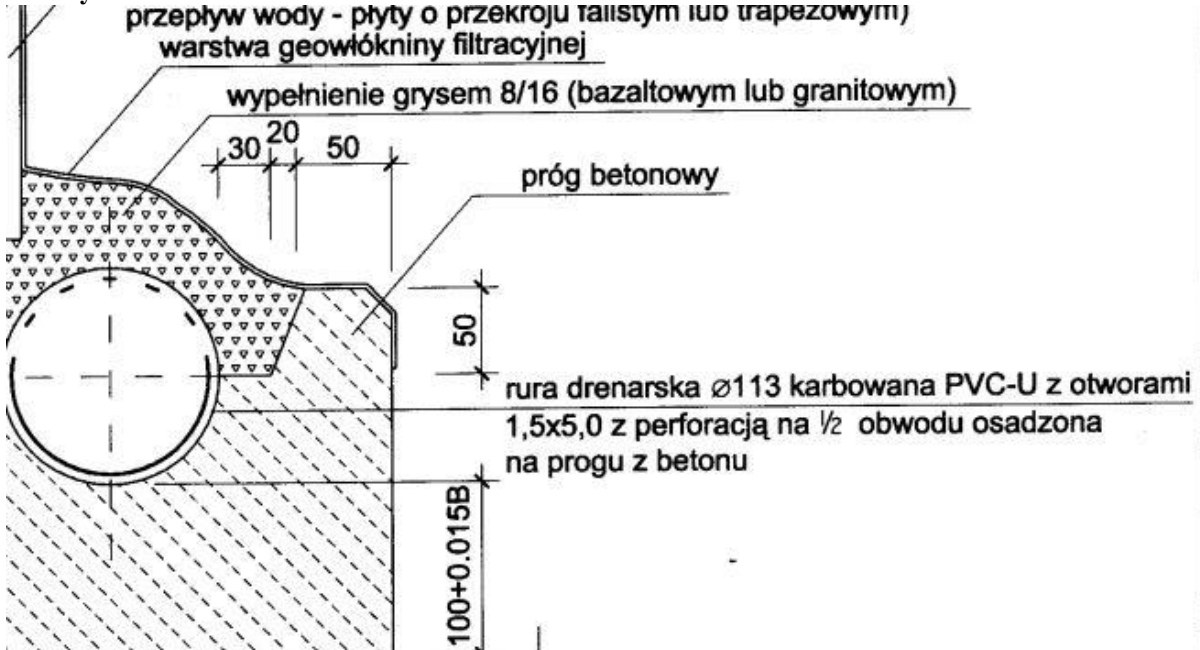 przepływ wody - płyty o przekroju falistym lub trapezowym)
warstwa geowłókniny filtracyjnej
wypełnienie grysem 8/16 (bazaltowym lub granitowym)
30 20 50
próg betonowy
50
rura drenarska ⌀113 karbowana PVC-U z otworami
1,5x5,0 z perforacją na ½ obwodu osadzona
na progu z betonu
100+0.015B